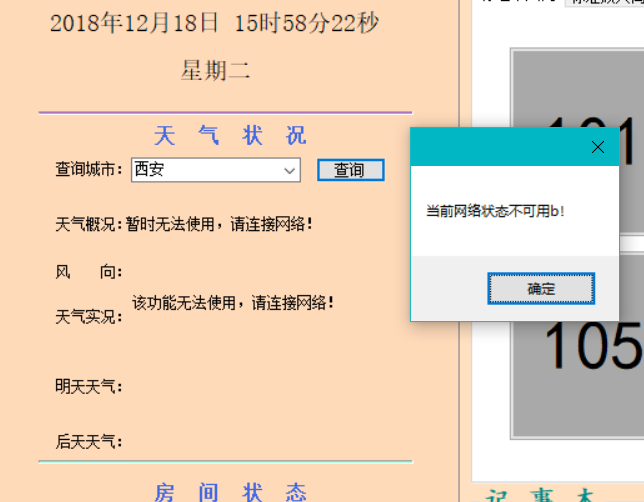 2018年12月18日 15时58分22秒
星期二
天 气 状 况
查询城市: 西安 查询
天气概况:暂时无法使用，请连接网络!
风 向:
该功能无法使用，请连接网络!
天气实况:
明天天气:
后天天气:
房 间 状 态
当前网络状态不可用b!
确定
105
记 事 本